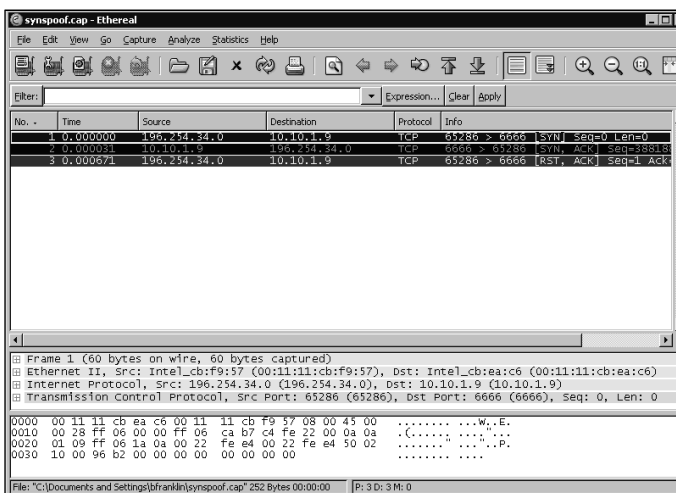 synspoof.cap - Ethereal
File Edit View Go Capture Analyze Statistics Help
Filter: Expression... Clear Apply
No. - Time Source Destination Protocol Info
1 0.000000 196.254.34.0 10.10.1.9 TCP 65286 > 6666 [SYN] Seq=0 Len=0
2 0.000031 10.10.1.9 196.254.34.0 TCP 6666 > 65286 [SYN, ACK] Seq=38818
3 0.000671 196.254.34.0 10.10.1.9 TCP 65286 > 6666 [RST, ACK] Seq=1 Ack
Frame 1 (60 bytes on wire, 60 bytes captured)
Ethernet II, Src: Intel_cb:f9:57 (00:11:11:cb:f9:57), Dst: Intel_cb:ea:c6 (00:11:11:cb:ea:c6)
Internet Protocol, Src: 196.254.34.0 (196.254.34.0), Dst: 10.10.1.9 (10.10.1.9)
Transmission Control Protocol, Src Port: 65286 (65286), Dst Port: 6666 (6666), Seq: 0, Len: 0
0000 00 11 11 cb ea c6 00 11 11 cb f9 57 08 00 45 00 ........ ...W..E.
0010 00 28 ff 06 00 00 ff 06 ca b7 c4 fe 22 00 0a 0a .(...... ...."...
0020 01 09 ff 06 1a 0a 00 22 fe e4 00 22 fe e4 50 02 ......." ..."..P.
0030 10 00 96 b2 00 00 00 00 00 00 00 00 ........ ....
File: "C:\Documents and Settings\bfranklin\synspoof.cap" 252 Bytes 00:00:00 P: 3 D: 3 M: 0